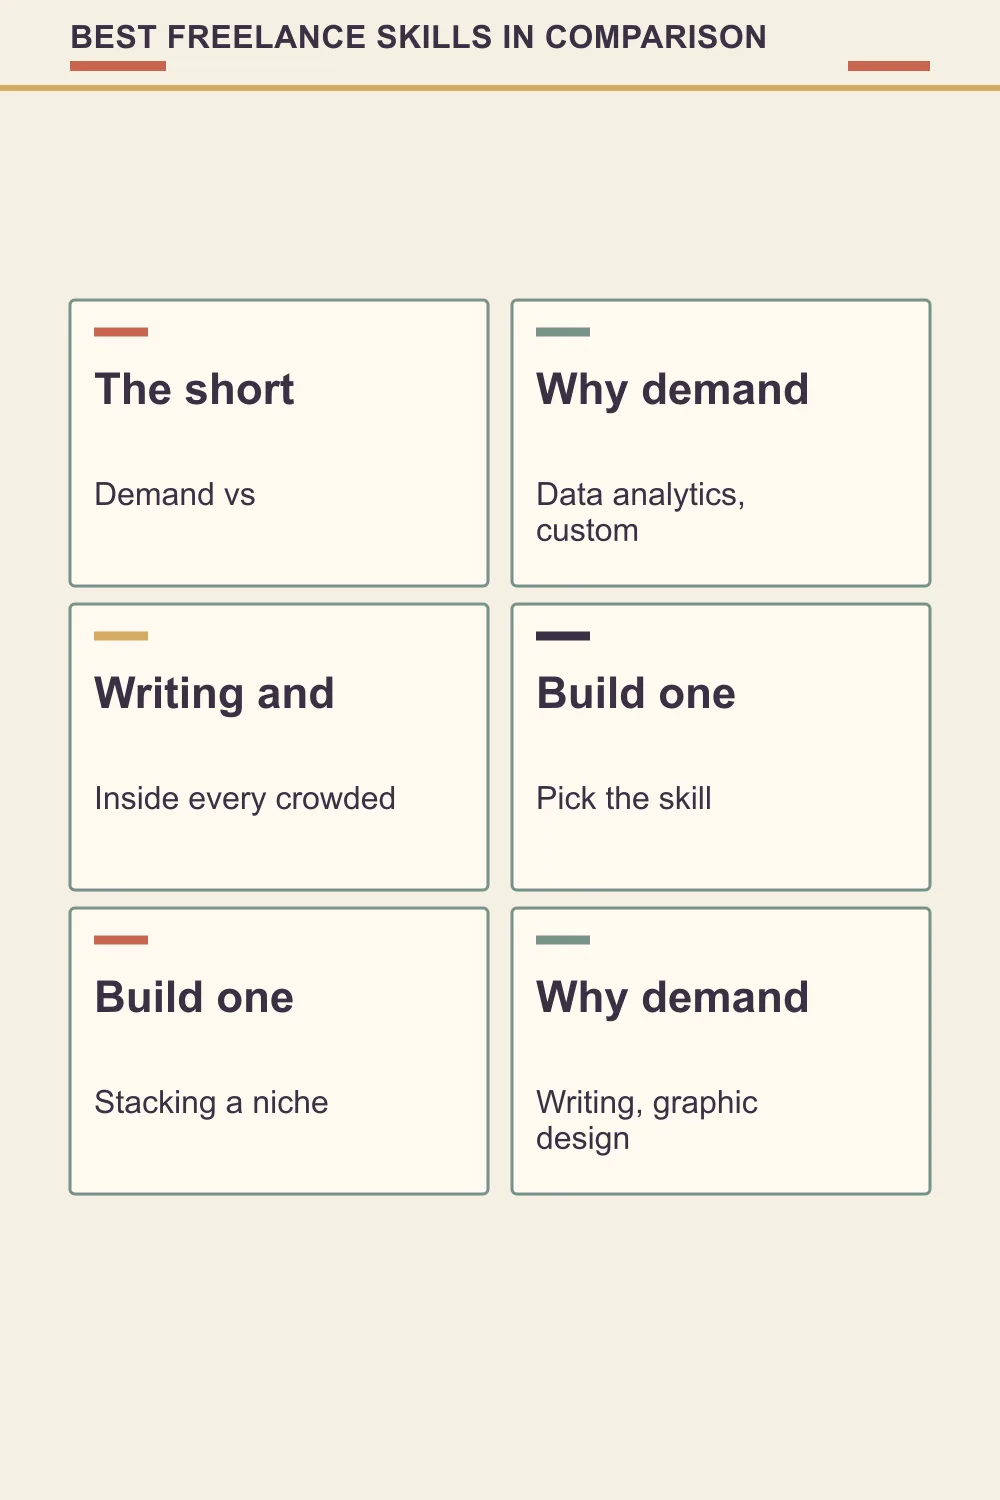 BEST FREELANCE SKILLS IN COMPARISON
The short
Demand vs
Why demand
Data analytics,
custom
Writing and
Inside every crowded
Build one
Pick the skill
Build one
Stacking a niche
Why demand
Writing, graphic
design